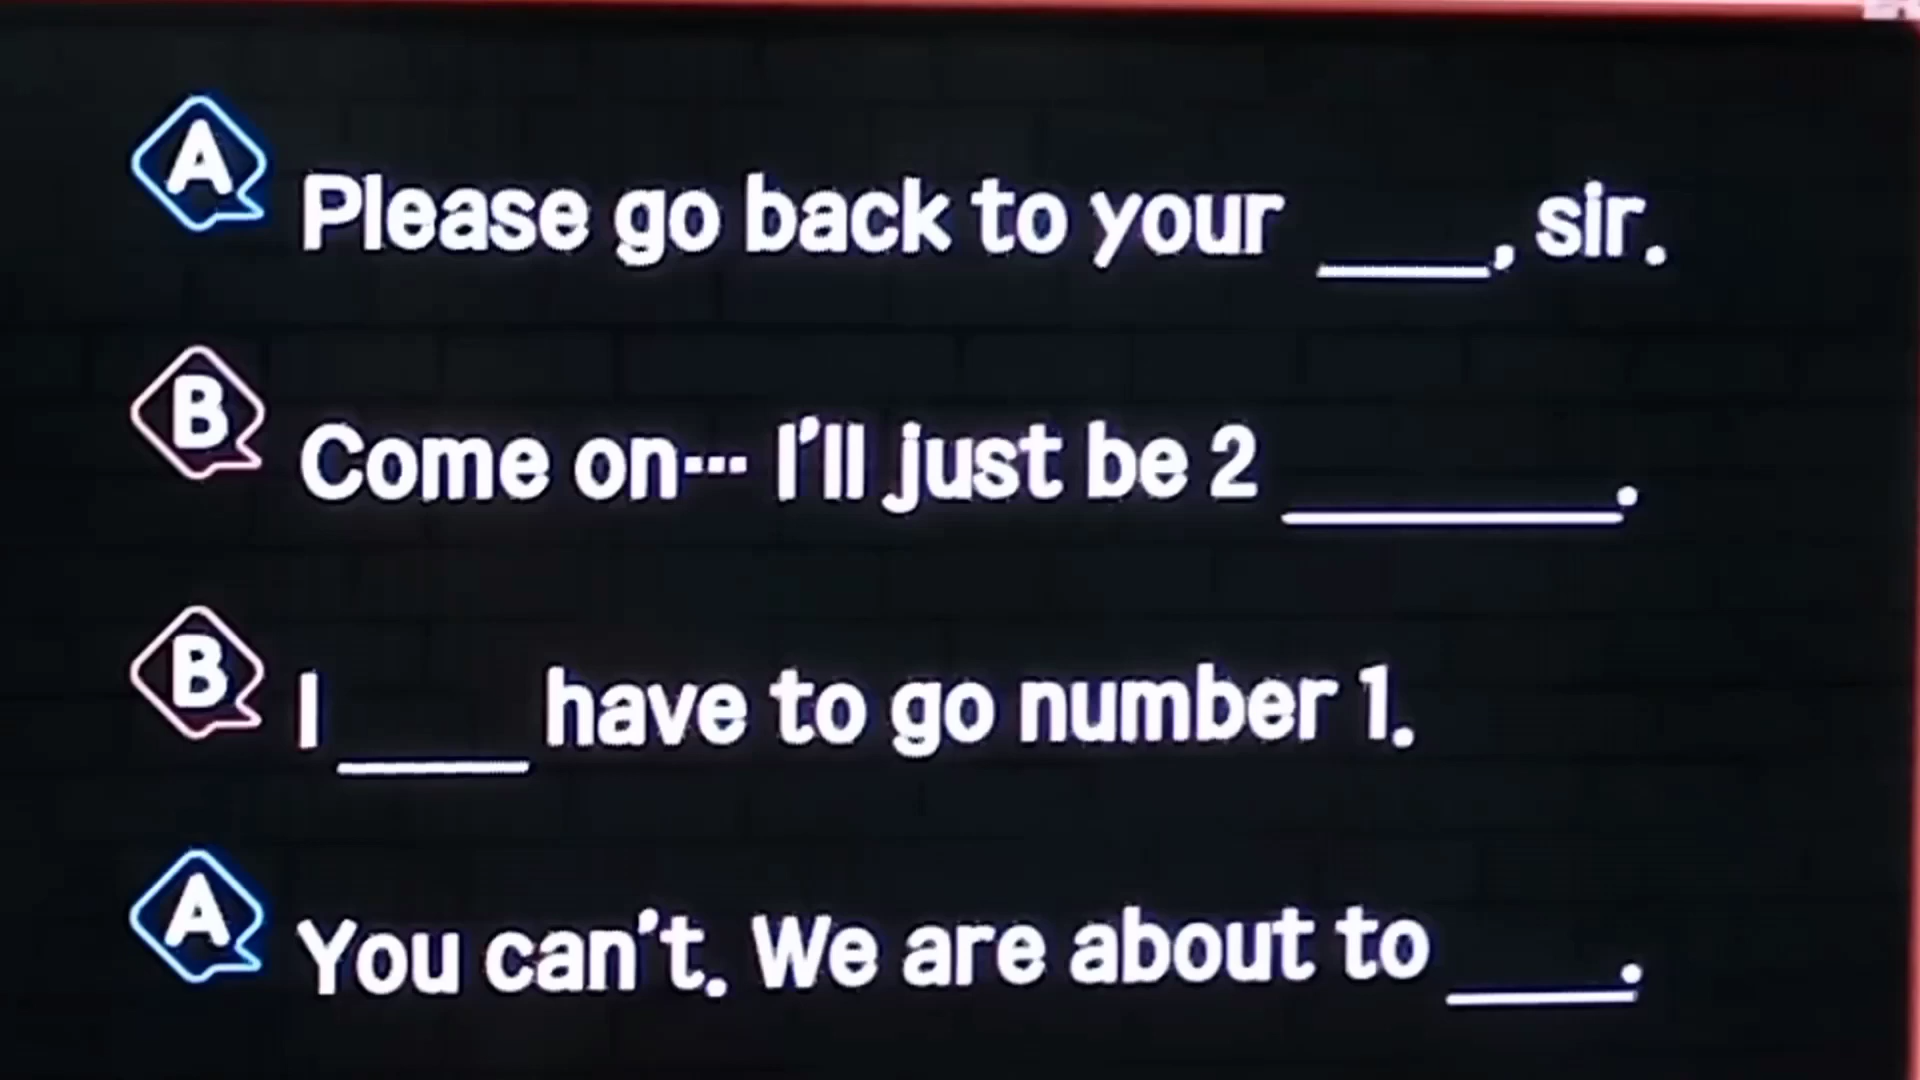 A Please go back to your ____, sir.
B Come on··· I'll just be 2 ________.
B I ____ have to go number 1.
A You can't. We are about to ____.